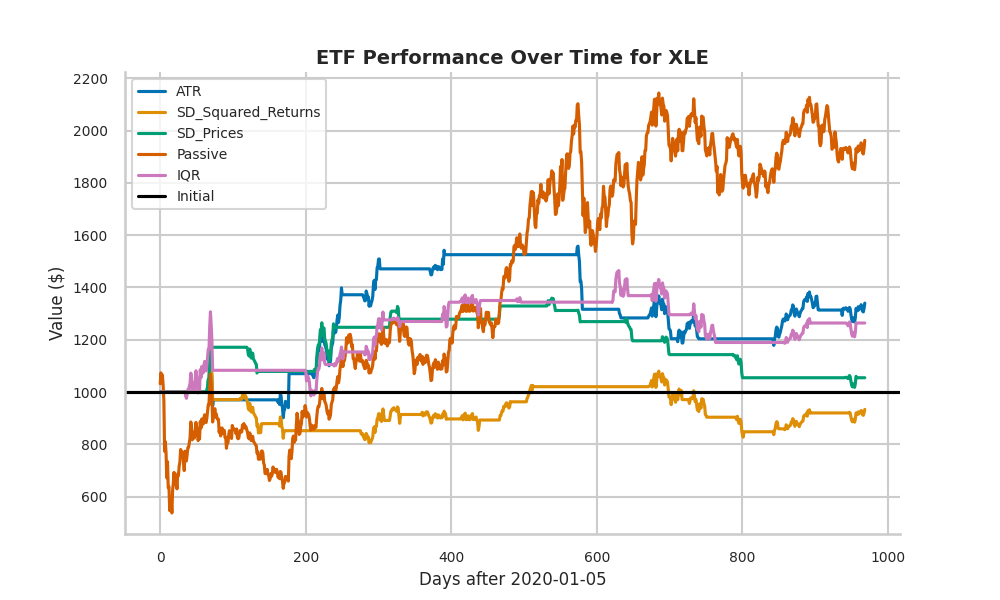 ETF Performance Over Time for XLE
2200
2000
1800
1600
1400
1200
1000
800
600
Value ($)
ATR
SD_Squared_Returns
SD_Prices
Passive
IQR
Initial
0 200 400 600 800 1000
Days after 2020-01-05